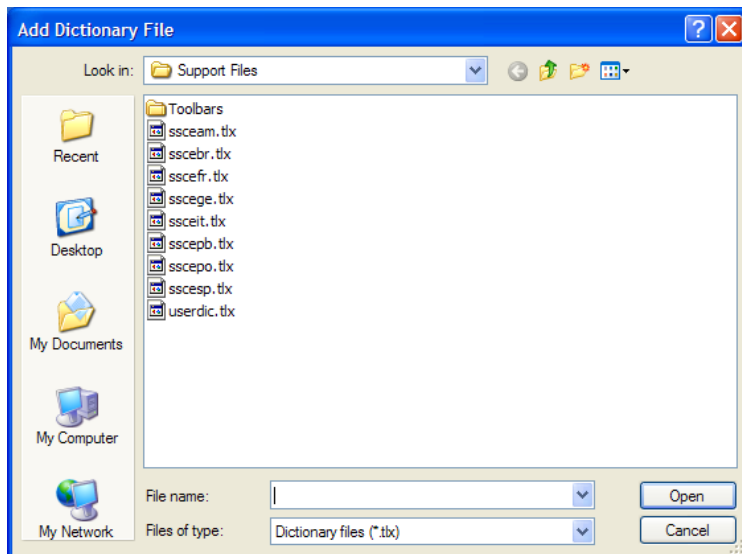 Add Dictionary File
Look in: Support Files
Recent
Desktop
My Documents
My Computer
My Network
Toolbars
ssceam.tlx
sscebr.tlx
sscefr.tlx
sscege.tlx
ssceit.tlx
sscepb.tlx
sscepo.tlx
sscesp.tlx
userdic.tlx
File name: Open
Files of type: Dictionary files (*.tlx) Cancel